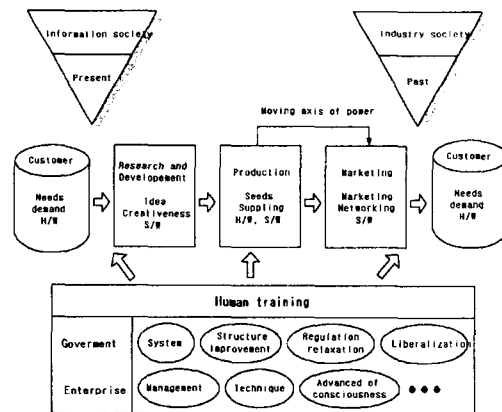 Information society
Present
Industry society
Past
Moving axis of power
Customer
Needs
demand
H/W
Research and
Developement
Idea
Creativeness
S/W
Production
Seeds
Suppling
H/W, S/W
Marketing
Marketing
Networking
S/W
Customer
Needs
demand
H/W
Human training
Goverment
System
Structure
improvement
Regulation
relaxation
Liberalization
Enterprise
Management
Technique
Advanced of
consciousness
•••